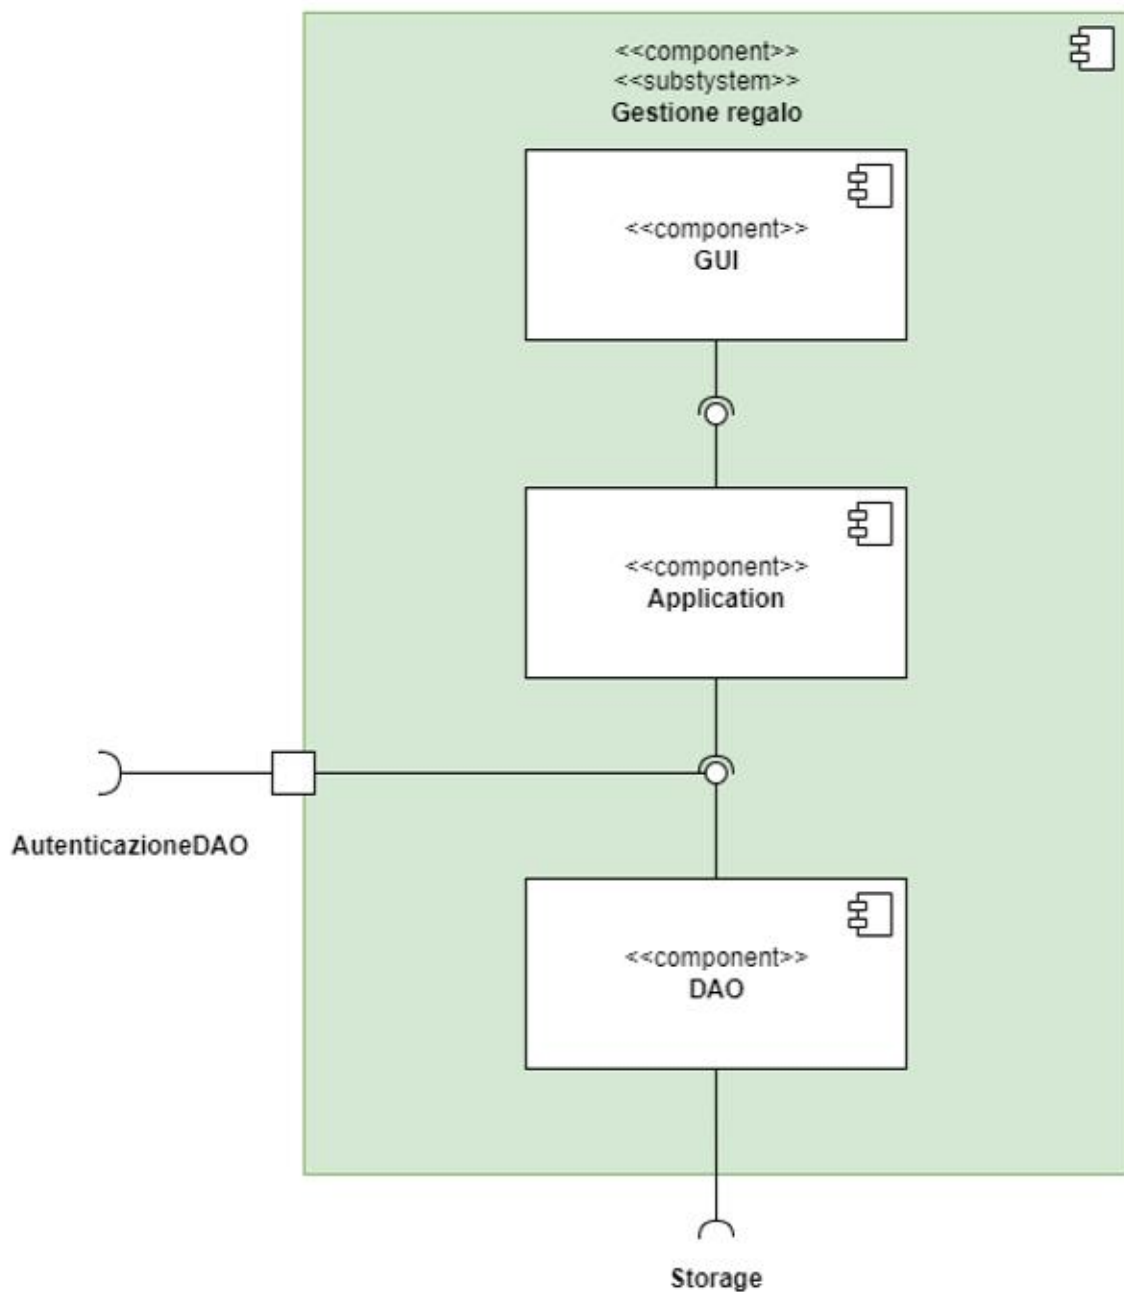 <<component>>
<<substystem>>
Gestione regalo
<<component>>
GUI
<<component>>
Application
AutenticazioneDAO
<<component>>
DAO
Storage